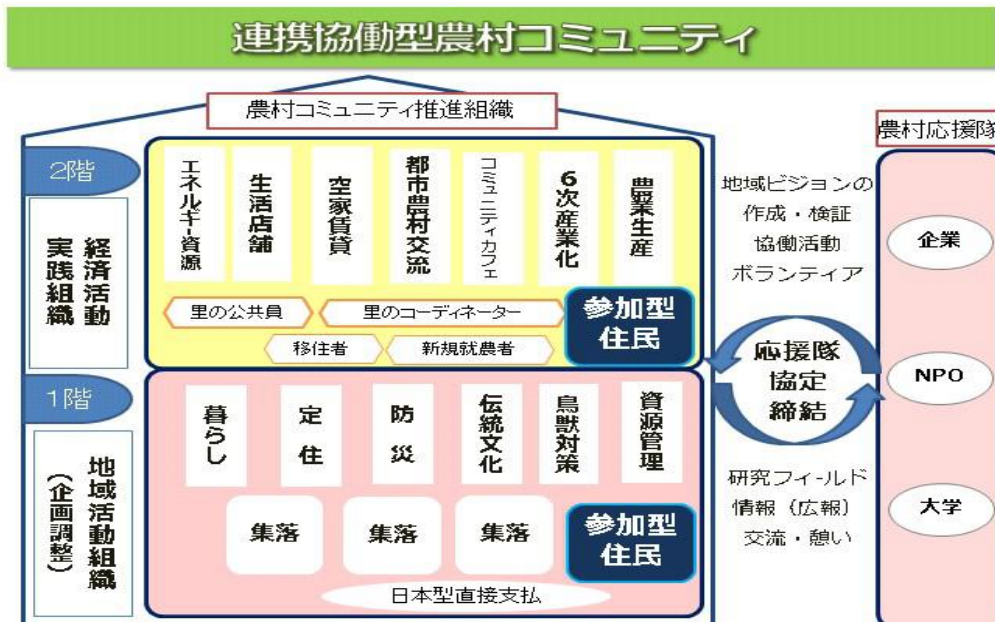 連携協働型農村コミュニティ
農村コミュニティ推進組織
2階
経済活動
実践組織
エネルギー資源
生活店舗
空家賃貸
都市農村交流
コミュニティカフェ
6次産業化
農業生産
里の公共員
里のコーディネーター
移住者
新規就農者
参加型
住民
1階
地域活動組織
(企画調整)
暮らし
定住
防災
伝統文化
鳥獣対策
資源管理
集落
集落
集落
参加型
住民
日本型直接支払
地域ビジョンの
作成・検証
協働活動
ボランティア
応援隊
協定
締結
研究フィールド
情報(広報)
交流・憩い
農村応援隊
企業
NPO
大学